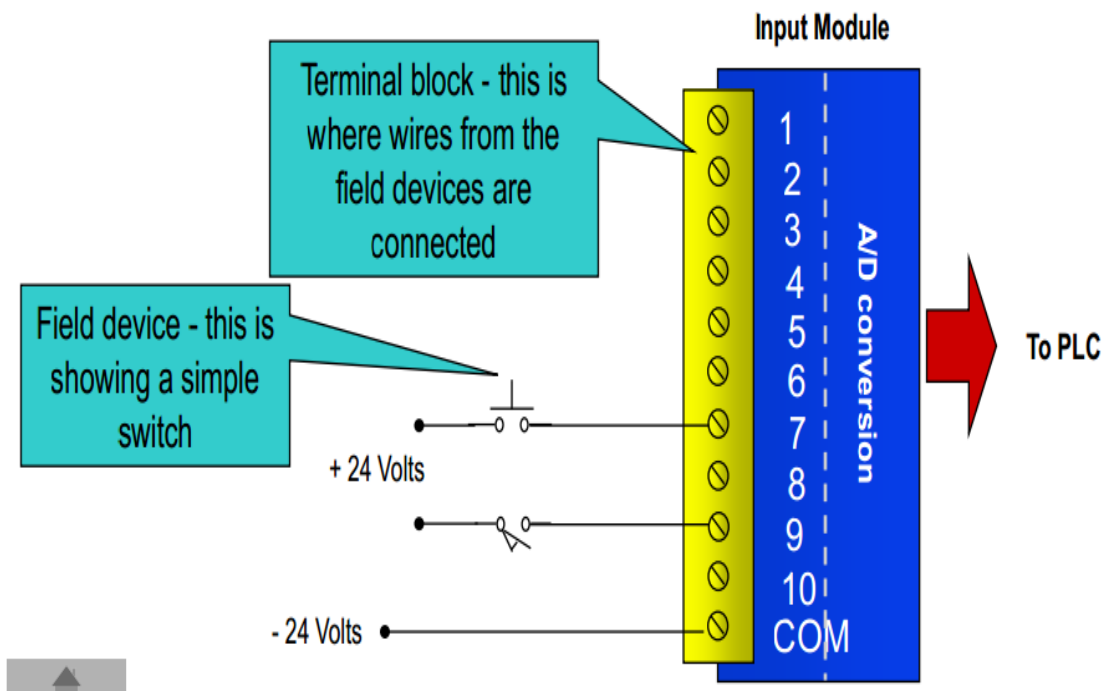 Input Module
Terminal block - this is
where wires from the
field devices are
connected
Field device - this is
showing a simple
switch
1
2
3
4
5
6
7
8
9
10
COM
A/D conversion
To PLC
+ 24 Volts
- 24 Volts